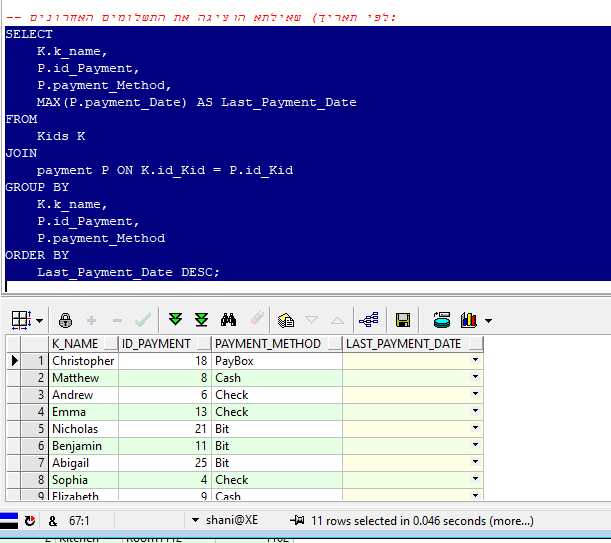 -- שאילתא המציגה את התשלומים האחרונים (לפי תאריך:
SELECT
K.k_name,
P.id_Payment,
P.payment_Method,
MAX(P.payment_Date) AS Last_Payment_Date
FROM
Kids K
JOIN
payment P ON K.id_Kid = P.id_Kid
GROUP BY
K.k_name,
P.id_Payment,
P.payment_Method
ORDER BY
Last_Payment_Date DESC;
K_NAME ID_PAYMENT PAYMENT_METHOD LAST_PAYMENT_DATE
1 Christopher 18 PayBox
2 Matthew 8 Cash
3 Andrew 6 Check
4 Emma 13 Check
5 Nicholas 21 Bit
6 Benjamin 11 Bit
7 Abigail 25 Bit
8 Sophia 4 Check
9 Elizabeth 9 Cash
& 67:1 shani@XE 11 rows selected in 0.046 seconds (more...)